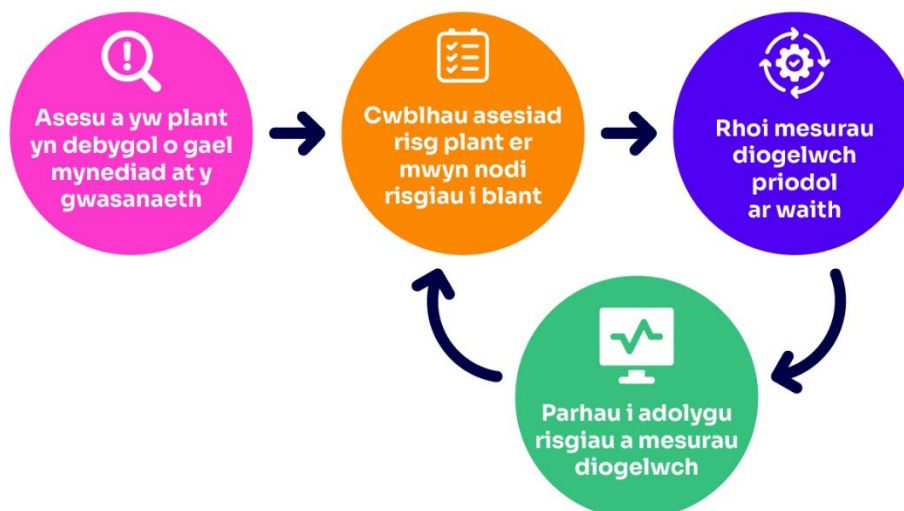 Asesu a yw plant
yn debygol o gael
mynediad at y
gwasanaeth
Cwblhau asesiad
risg plant er
mwyn nodi
risgiau i blant
Rhoi mesurau
diogelwch
priodol
ar waith
Parhau i adolygu
risgiau a mesurau
diogelwch